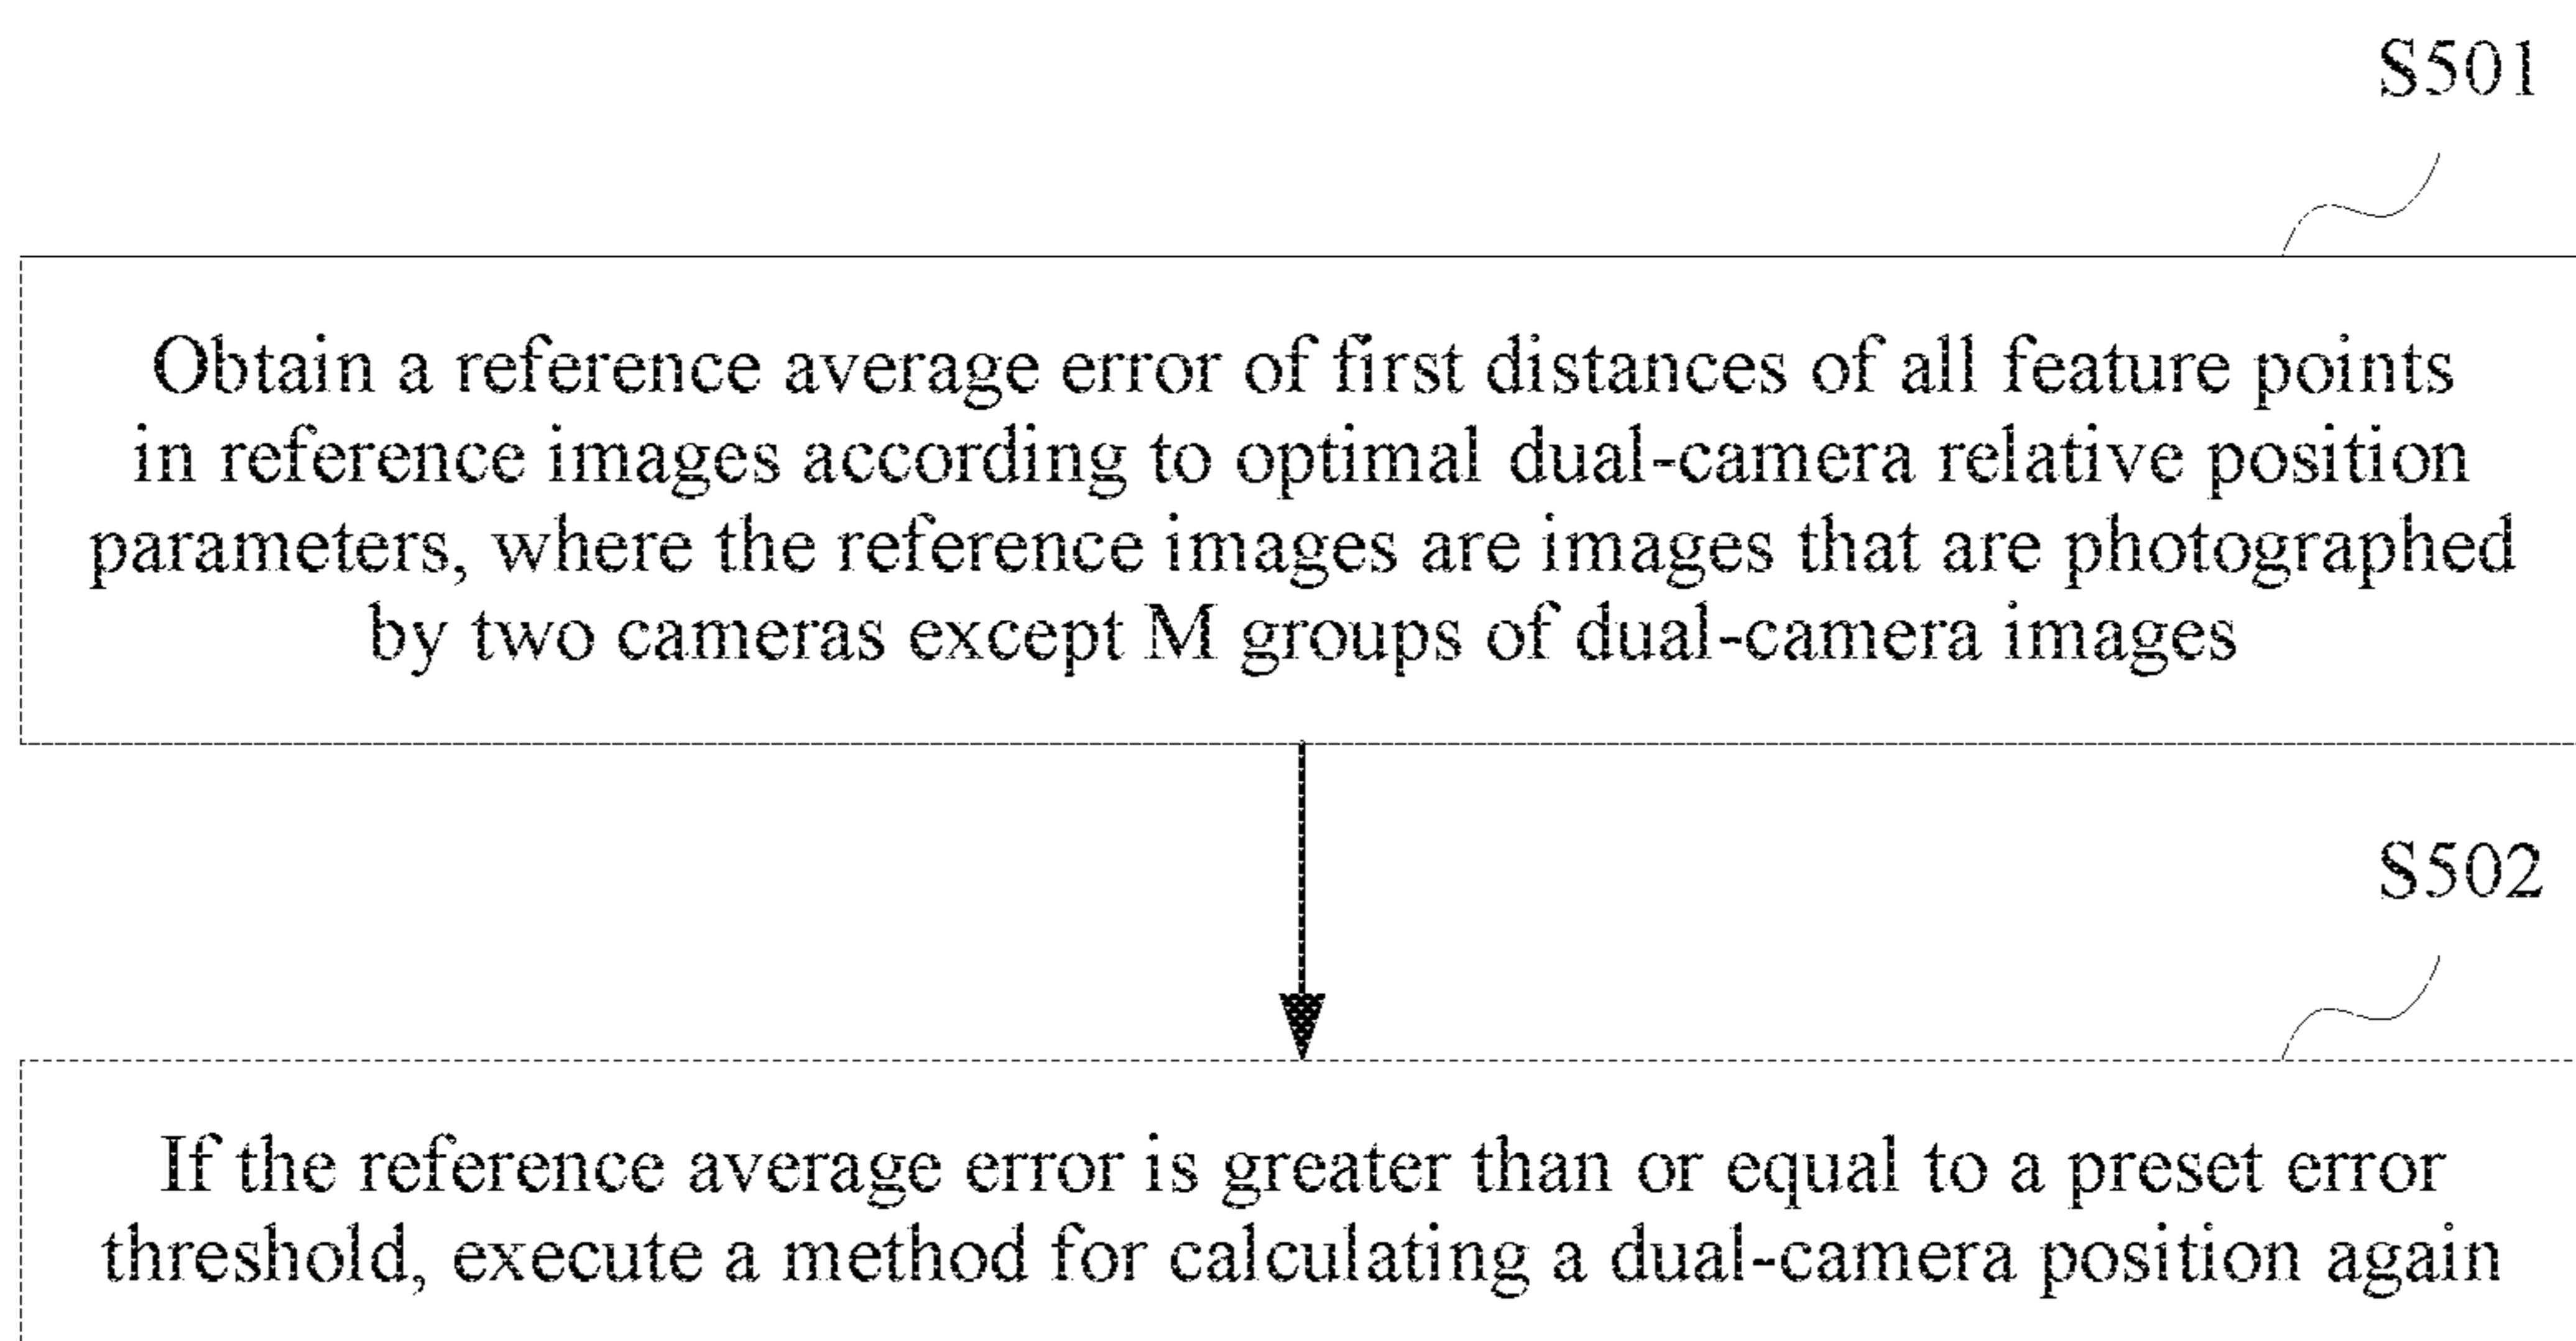 S501
Obtain a reference average error of first distances of all feature points
in reference images according to optimal dual-camera relative position
parameters, where the reference images are images that are photographed
by two cameras except M groups of dual-camera images
S502
If the reference average error is greater than or equal to a preset error
threshold, execute a method for calculating a dual-camera position again